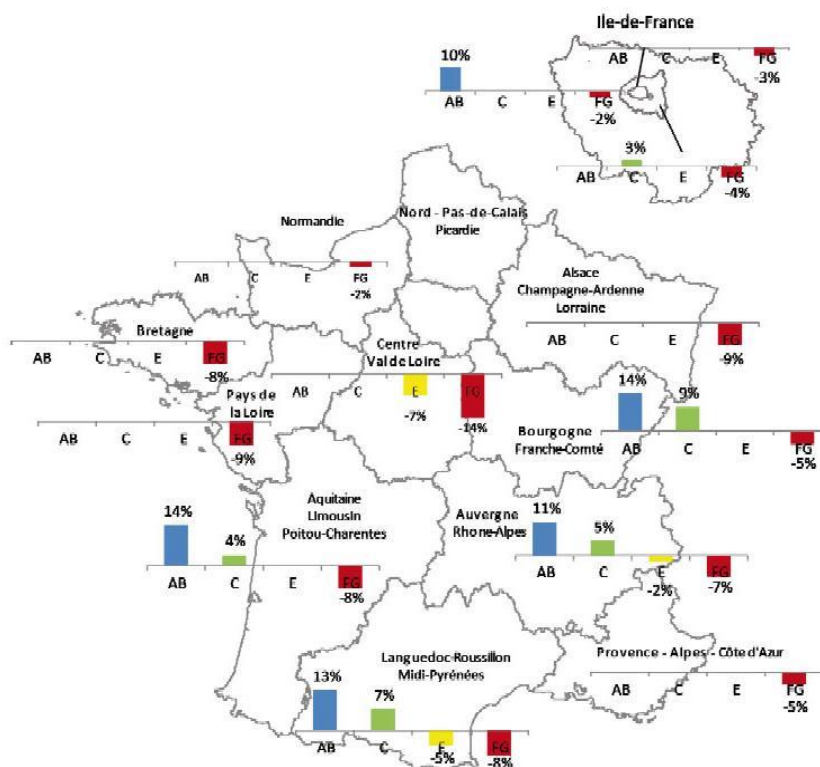 Ile-de-France
AB C E FG
-3%
10%
AB C E FG
-2%
3%
AB C E FG
-4%
Nord - Pas-de-Calais
Picardie
Normandie
AB C E FG
-2%
Alsace
Champagne-Ardenne
Lorraine
AB C E FG
-9%
Bretagne
AB C E FG
-8%
Centre
Val de Loire
AB C E FG
-7%
-14%
Pays de
la Loire
AB C E FG
-9%
14%
9%
Bourgogne
Franche-Comté
AB C E FG
-5%
Aquitaine
Limousin
Poitou-Charentes
14%
4%
AB C E FG
-8%
Auvergne
Rhone-Alpes
11%
5%
AB C E FG
-2%
-7%
Provence - Alpes - Côte d'Azur
AB C E FG
-5%
Languedoc-Roussillon
Midi-Pyrénées
13%
7%
AB C E FG
-5%
-8%